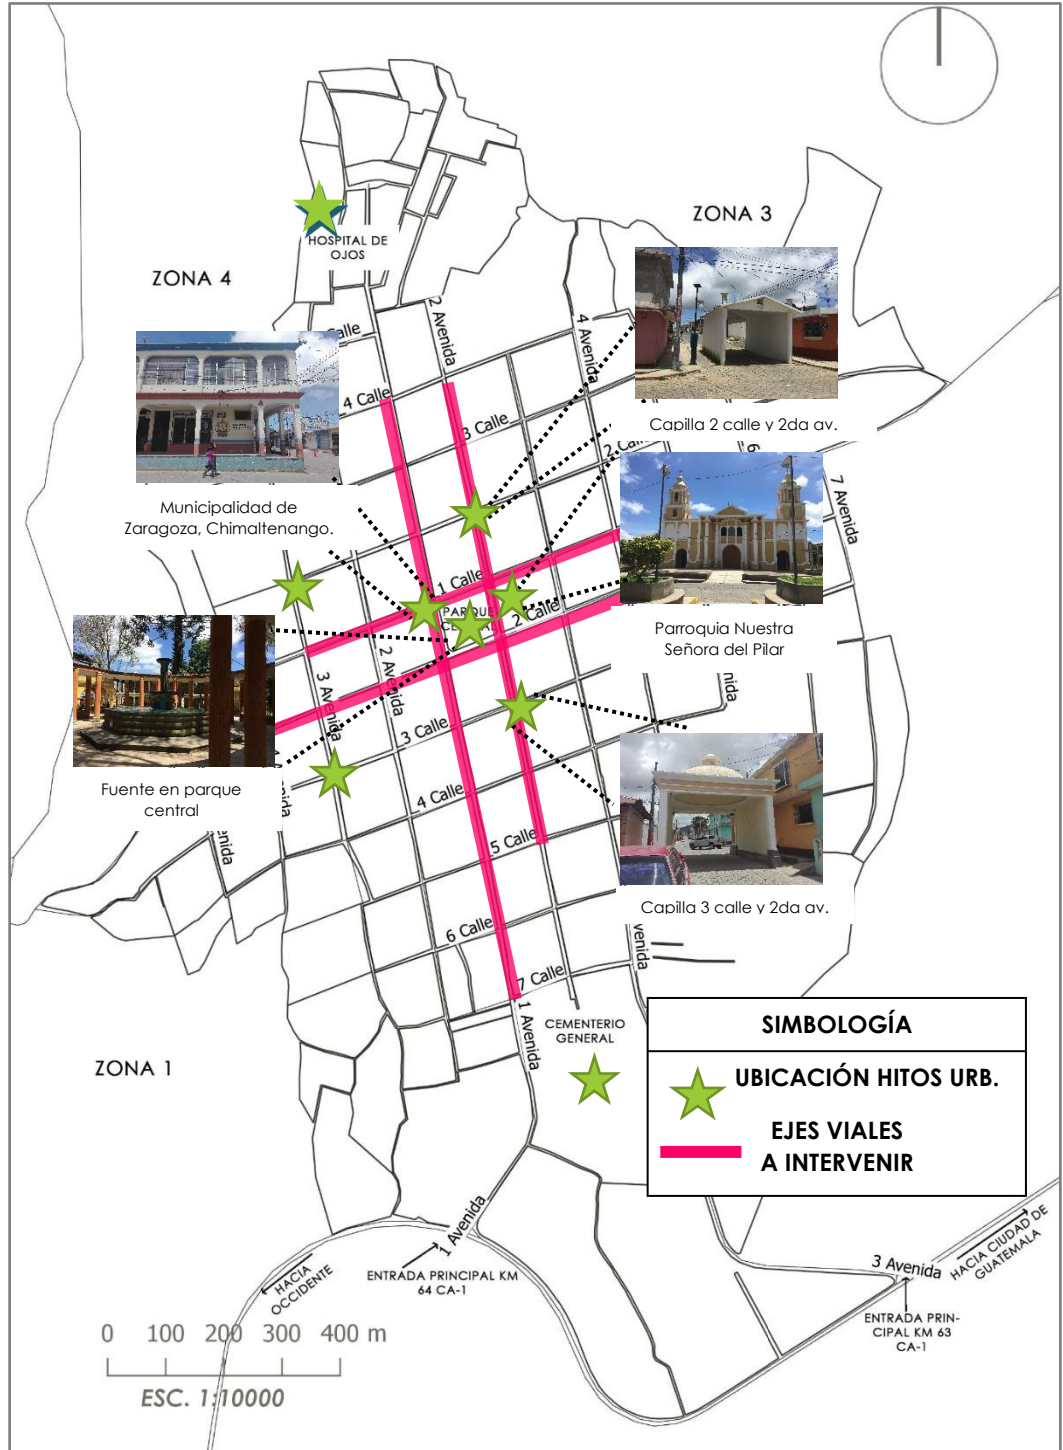 ZONA 3
HOSPITAL DE
OJOS
ZONA 4
2 Avenida
4 Avenida
Calle
4 Calle
3 Calle
2 Calle
Capilla 2 calle y 2da av.
6
7 Avenida
Municipalidad de
Zaragoza, Chimaltenango.
1 Calle
PARQUE
2 Calle
Parroquia Nuestra
Señora del Pilar
2 Avenida
3 Avenida
3 Calle
4 Calle
5 Calle
Fuente en parque
central
Capilla 3 calle y 2da av.
6 Calle
7 Calle
1 Avenida
CEMENTERIO
GENERAL
ZONA 1
SIMBOLOGÍA
UBICACIÓN HITOS URB.
EJES VIALES
A INTERVENIR
1 Avenida
HACIA
OCCIDENTE
ENTRADA PRINCIPAL KM
64 CA-1
3 Avenida
HACIA CIUDAD DE
GUATEMALA
ENTRADA PRIN-
CIPAL KM 63
CA-1
0 100 200 300 400 m
ESC. 1:10000